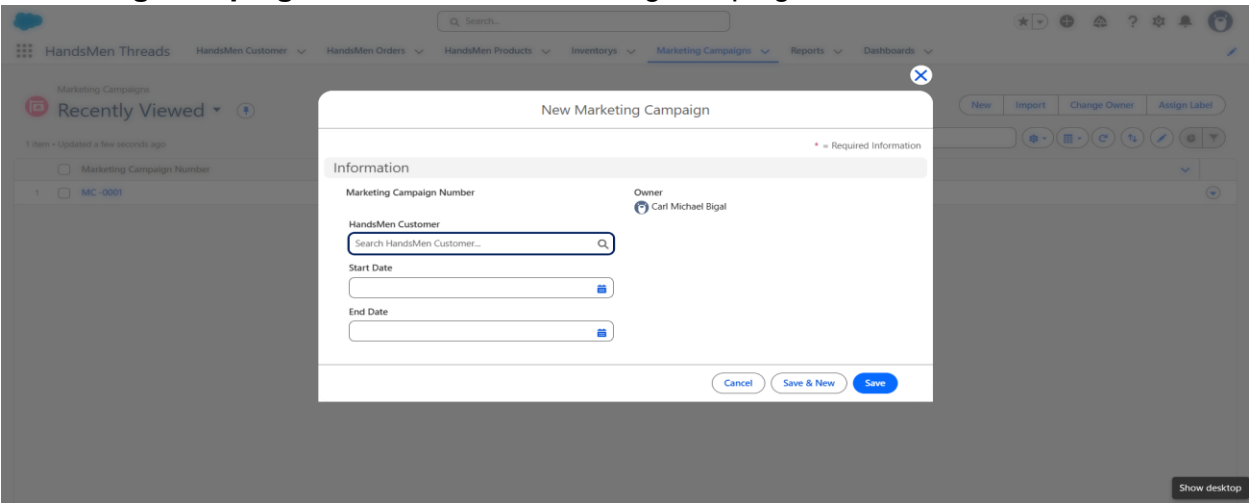 Search...
HandsMen Threads HandsMen Customer HandsMen Orders HandsMen Products Inventorys Marketing Campaigns Reports Dashboards
Marketing Campaigns
Recently Viewed
New Import Change Owner Assign Label
1 item • Updated a few seconds ago
Marketing Campaign Number
1 MC -0001
New Marketing Campaign
* = Required Information
Information
Marketing Campaign Number Owner
Carl Michael Bigal
HandsMen Customer
Search HandsMen Customer...
Start Date
End Date
Cancel Save & New Save
Show desktop